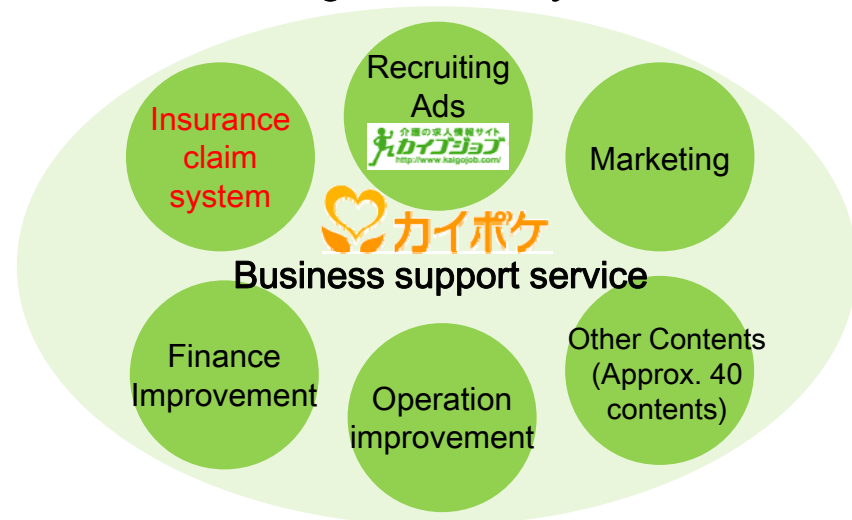 Recruiting
Ads
介護の求人情報サイト
カイゴジョブ
http://www.kaigojob.com/
Insurance
claim
system
Marketing
カイポケ
Business support service
Finance
Improvement
Operation
improvement
Other Contents
(Approx. 40
contents)